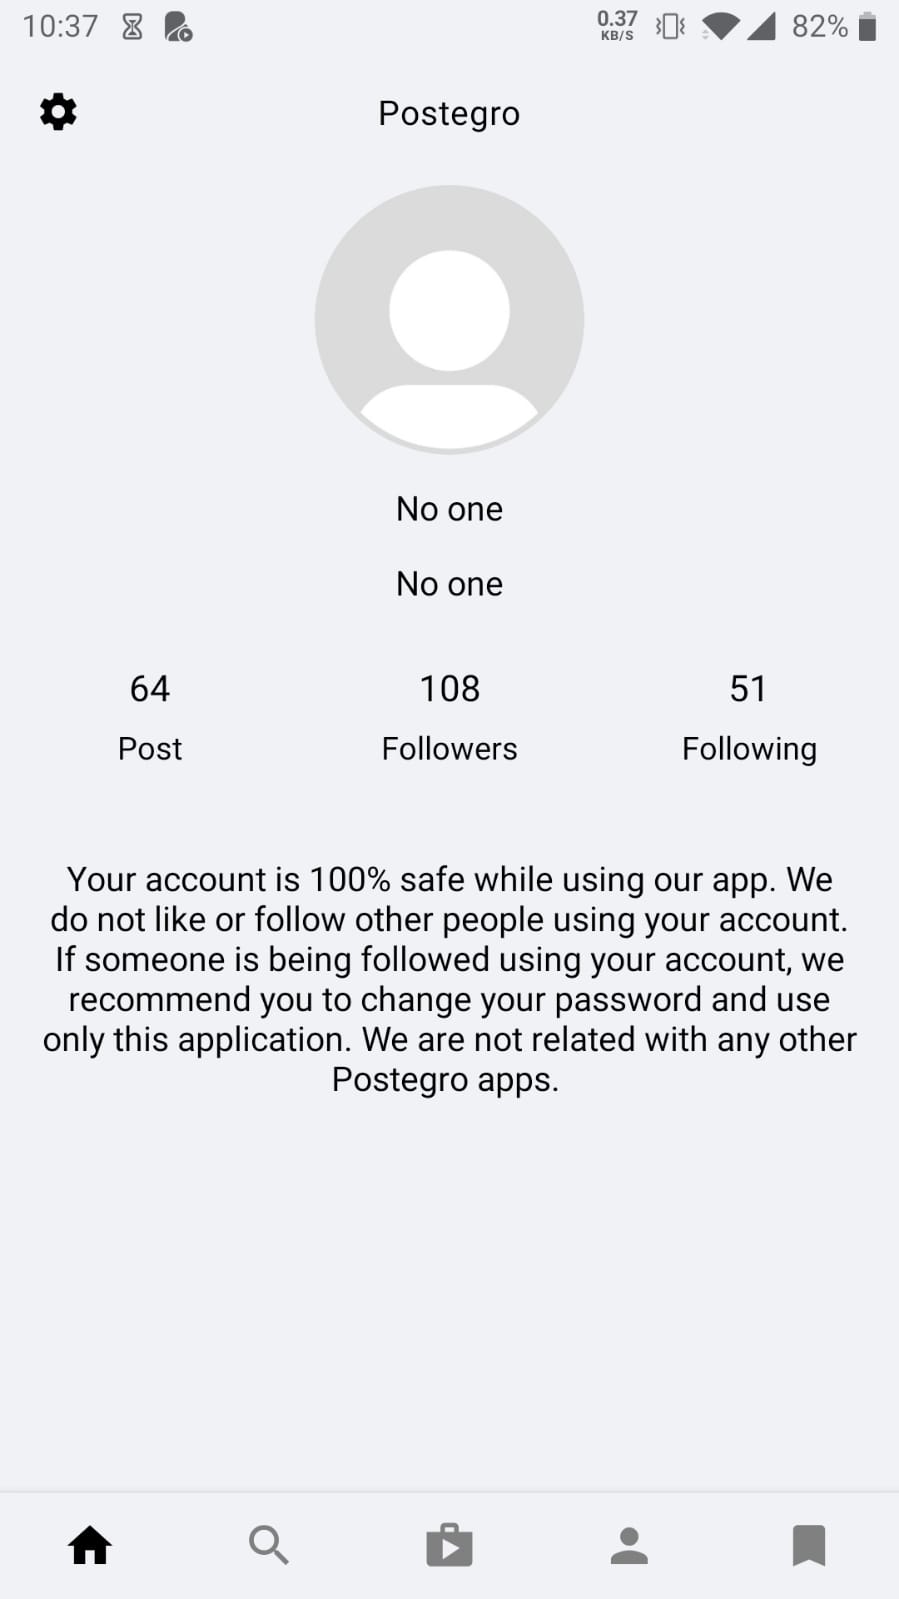 10:37 0.37 KB/S 82%
Postegro
No one
No one
64 108 51
Post Followers Following
Your account is 100% safe while using our app. We
do not like or follow other people using your account.
If someone is being followed using your account, we
recommend you to change your password and use
only this application. We are not related with any other
Postegro apps.